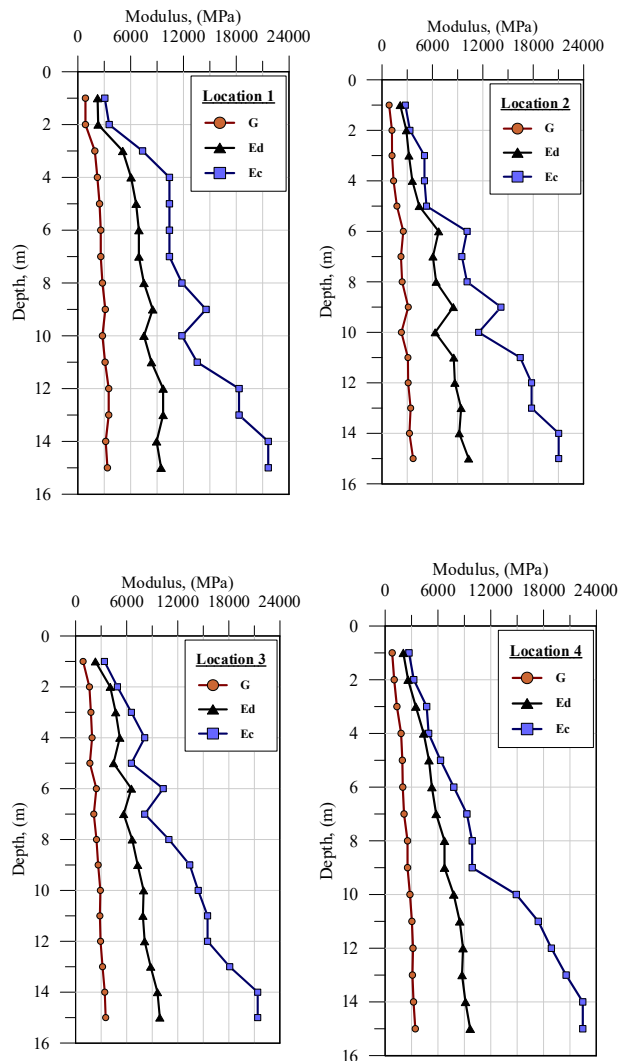 Modulus, (MPa)
0 6000 12000 18000 24000
0
2
4
6
8
10
12
14
16
Depth, (m)
Location 1
G
Ed
Ec
Modulus, (MPa)
0 6000 12000 18000 24000
0
2
4
6
8
10
12
14
16
Depth, (m)
Location 2
G
Ed
Ec
Modulus, (MPa)
0 6000 12000 18000 24000
0
2
4
6
8
10
12
14
16
Depth, (m)
Location 3
G
Ed
Ec
Modulus, (MPa)
0 6000 12000 18000 24000
0
2
4
6
8
10
12
14
16
Depth, (m)
Location 4
G
Ed
Ec